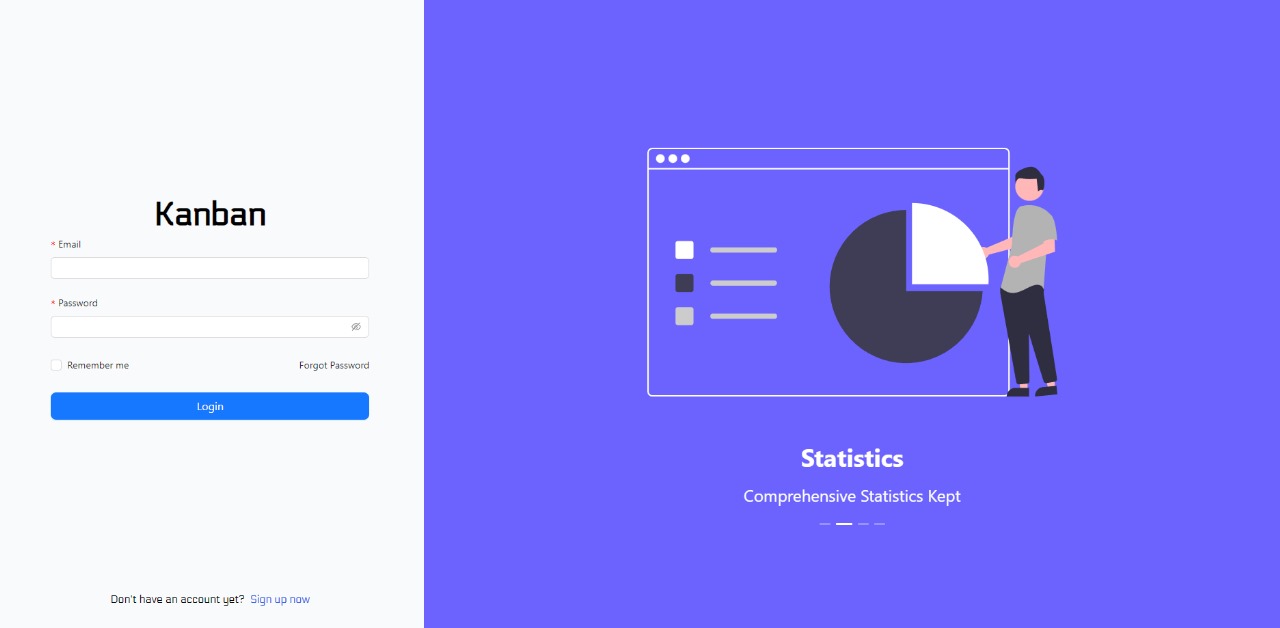 Kanban
* Email
* Password
Remember me
Forgot Password
Login
Don't have an account yet? Sign up now
Statistics
Comprehensive Statistics Kept